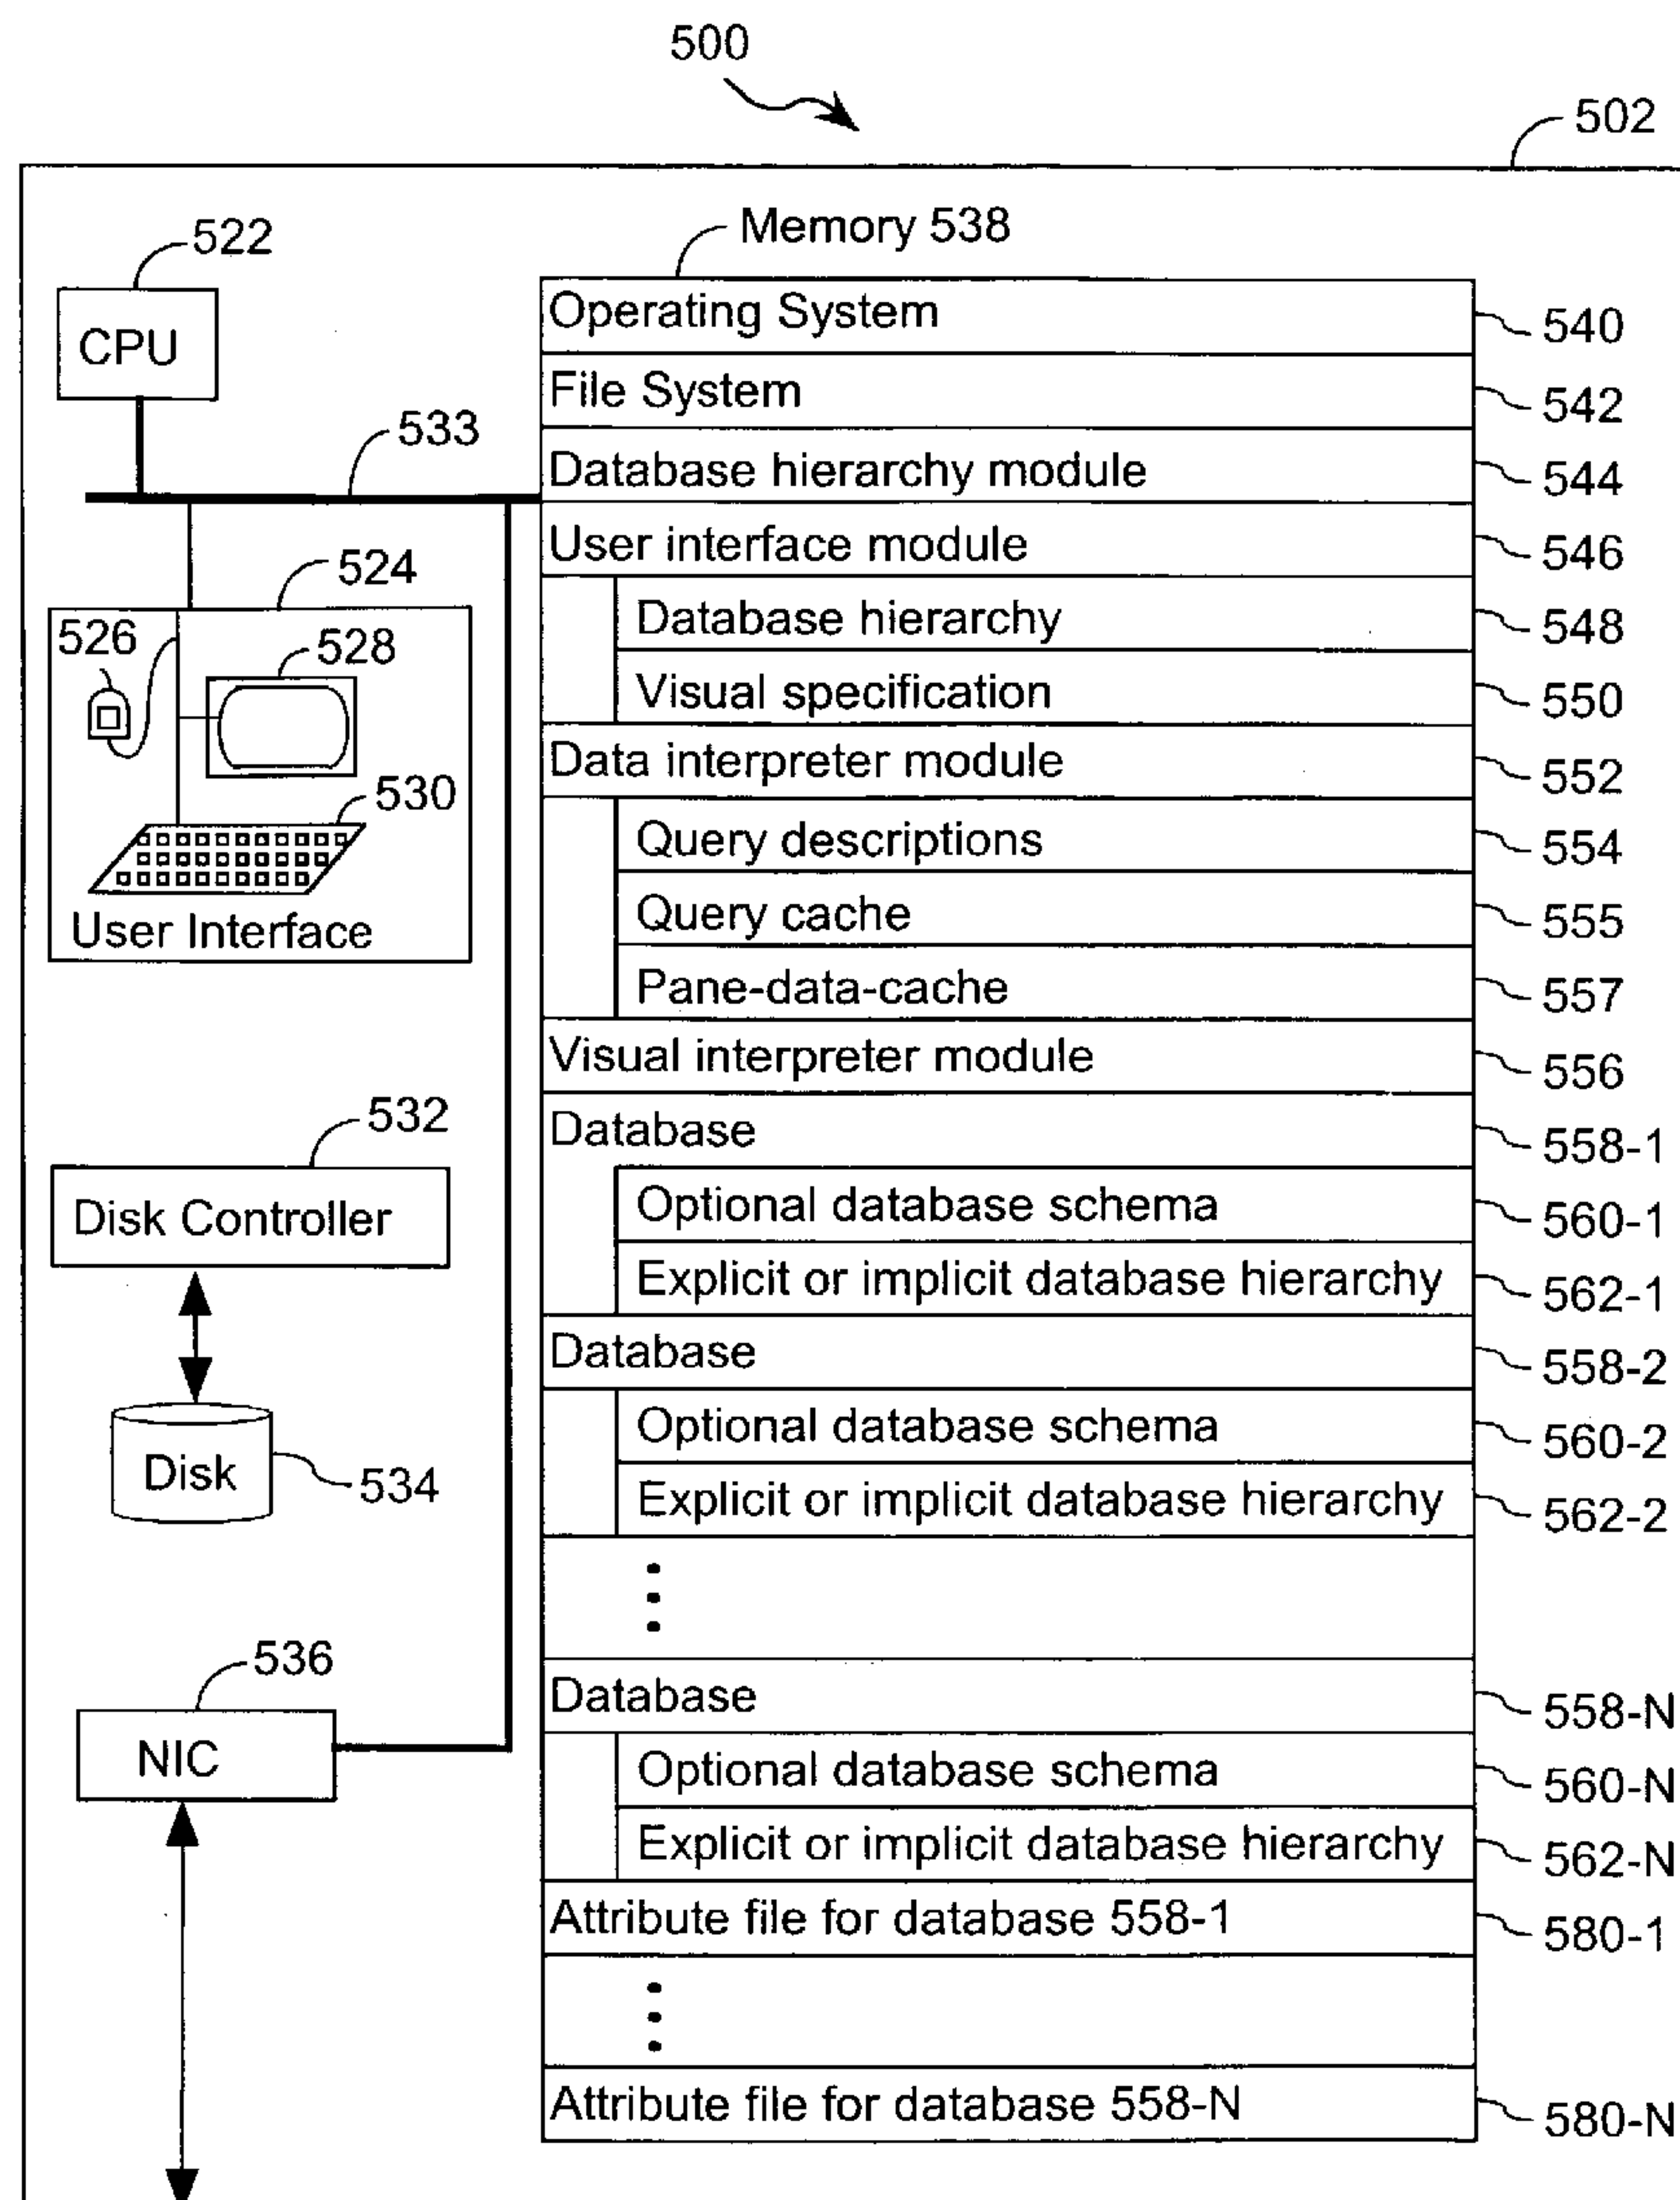 500
502
522
CPU
533
524
526
528
530
User Interface
532
Disk Controller
Disk
534
536
NIC
Memory 538
Operating System 540
File System 542
Database hierarchy module 544
User interface module 546
Database hierarchy 548
Visual specification 550
Data interpreter module 552
Query descriptions 554
Query cache 555
Pane-data-cache 557
Visual interpreter module 556
Database 558-1
Optional database schema 560-1
Explicit or implicit database hierarchy 562-1
Database 558-2
Optional database schema 560-2
Explicit or implicit database hierarchy 562-2
Database 558-N
Optional database schema 560-N
Explicit or implicit database hierarchy 562-N
Attribute file for database 558-1 580-1
Attribute file for database 558-N 580-N